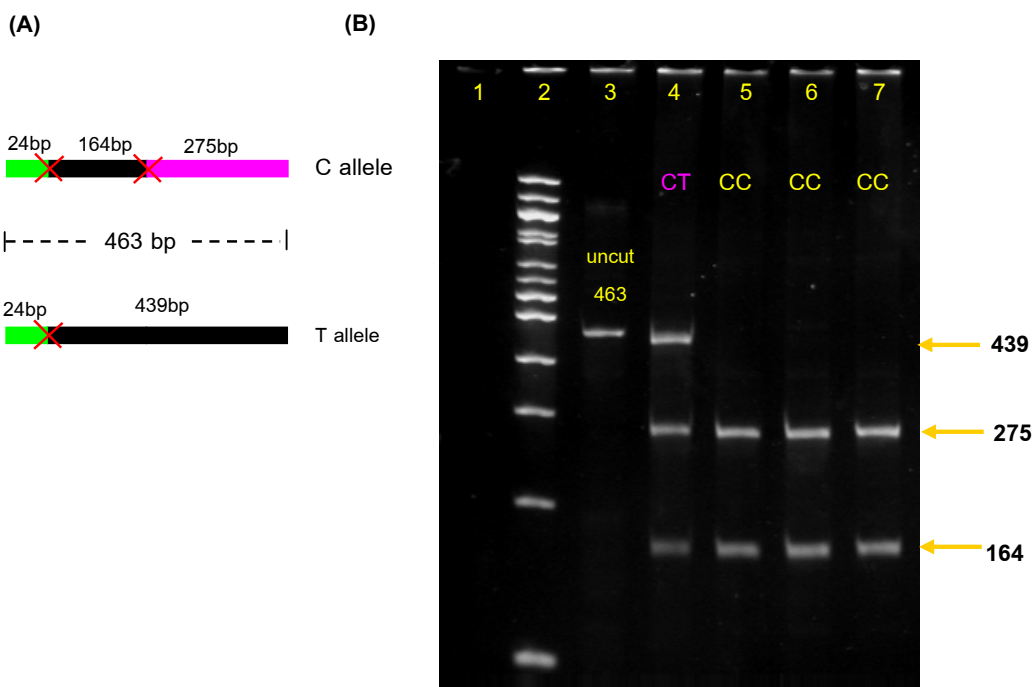 (A)
24bp 164bp 275bp
C allele
463 bp
24bp 439bp
T allele
(B)
1 2 3 4 5 6 7
CT CC CC CC
uncut
463
439
275
164